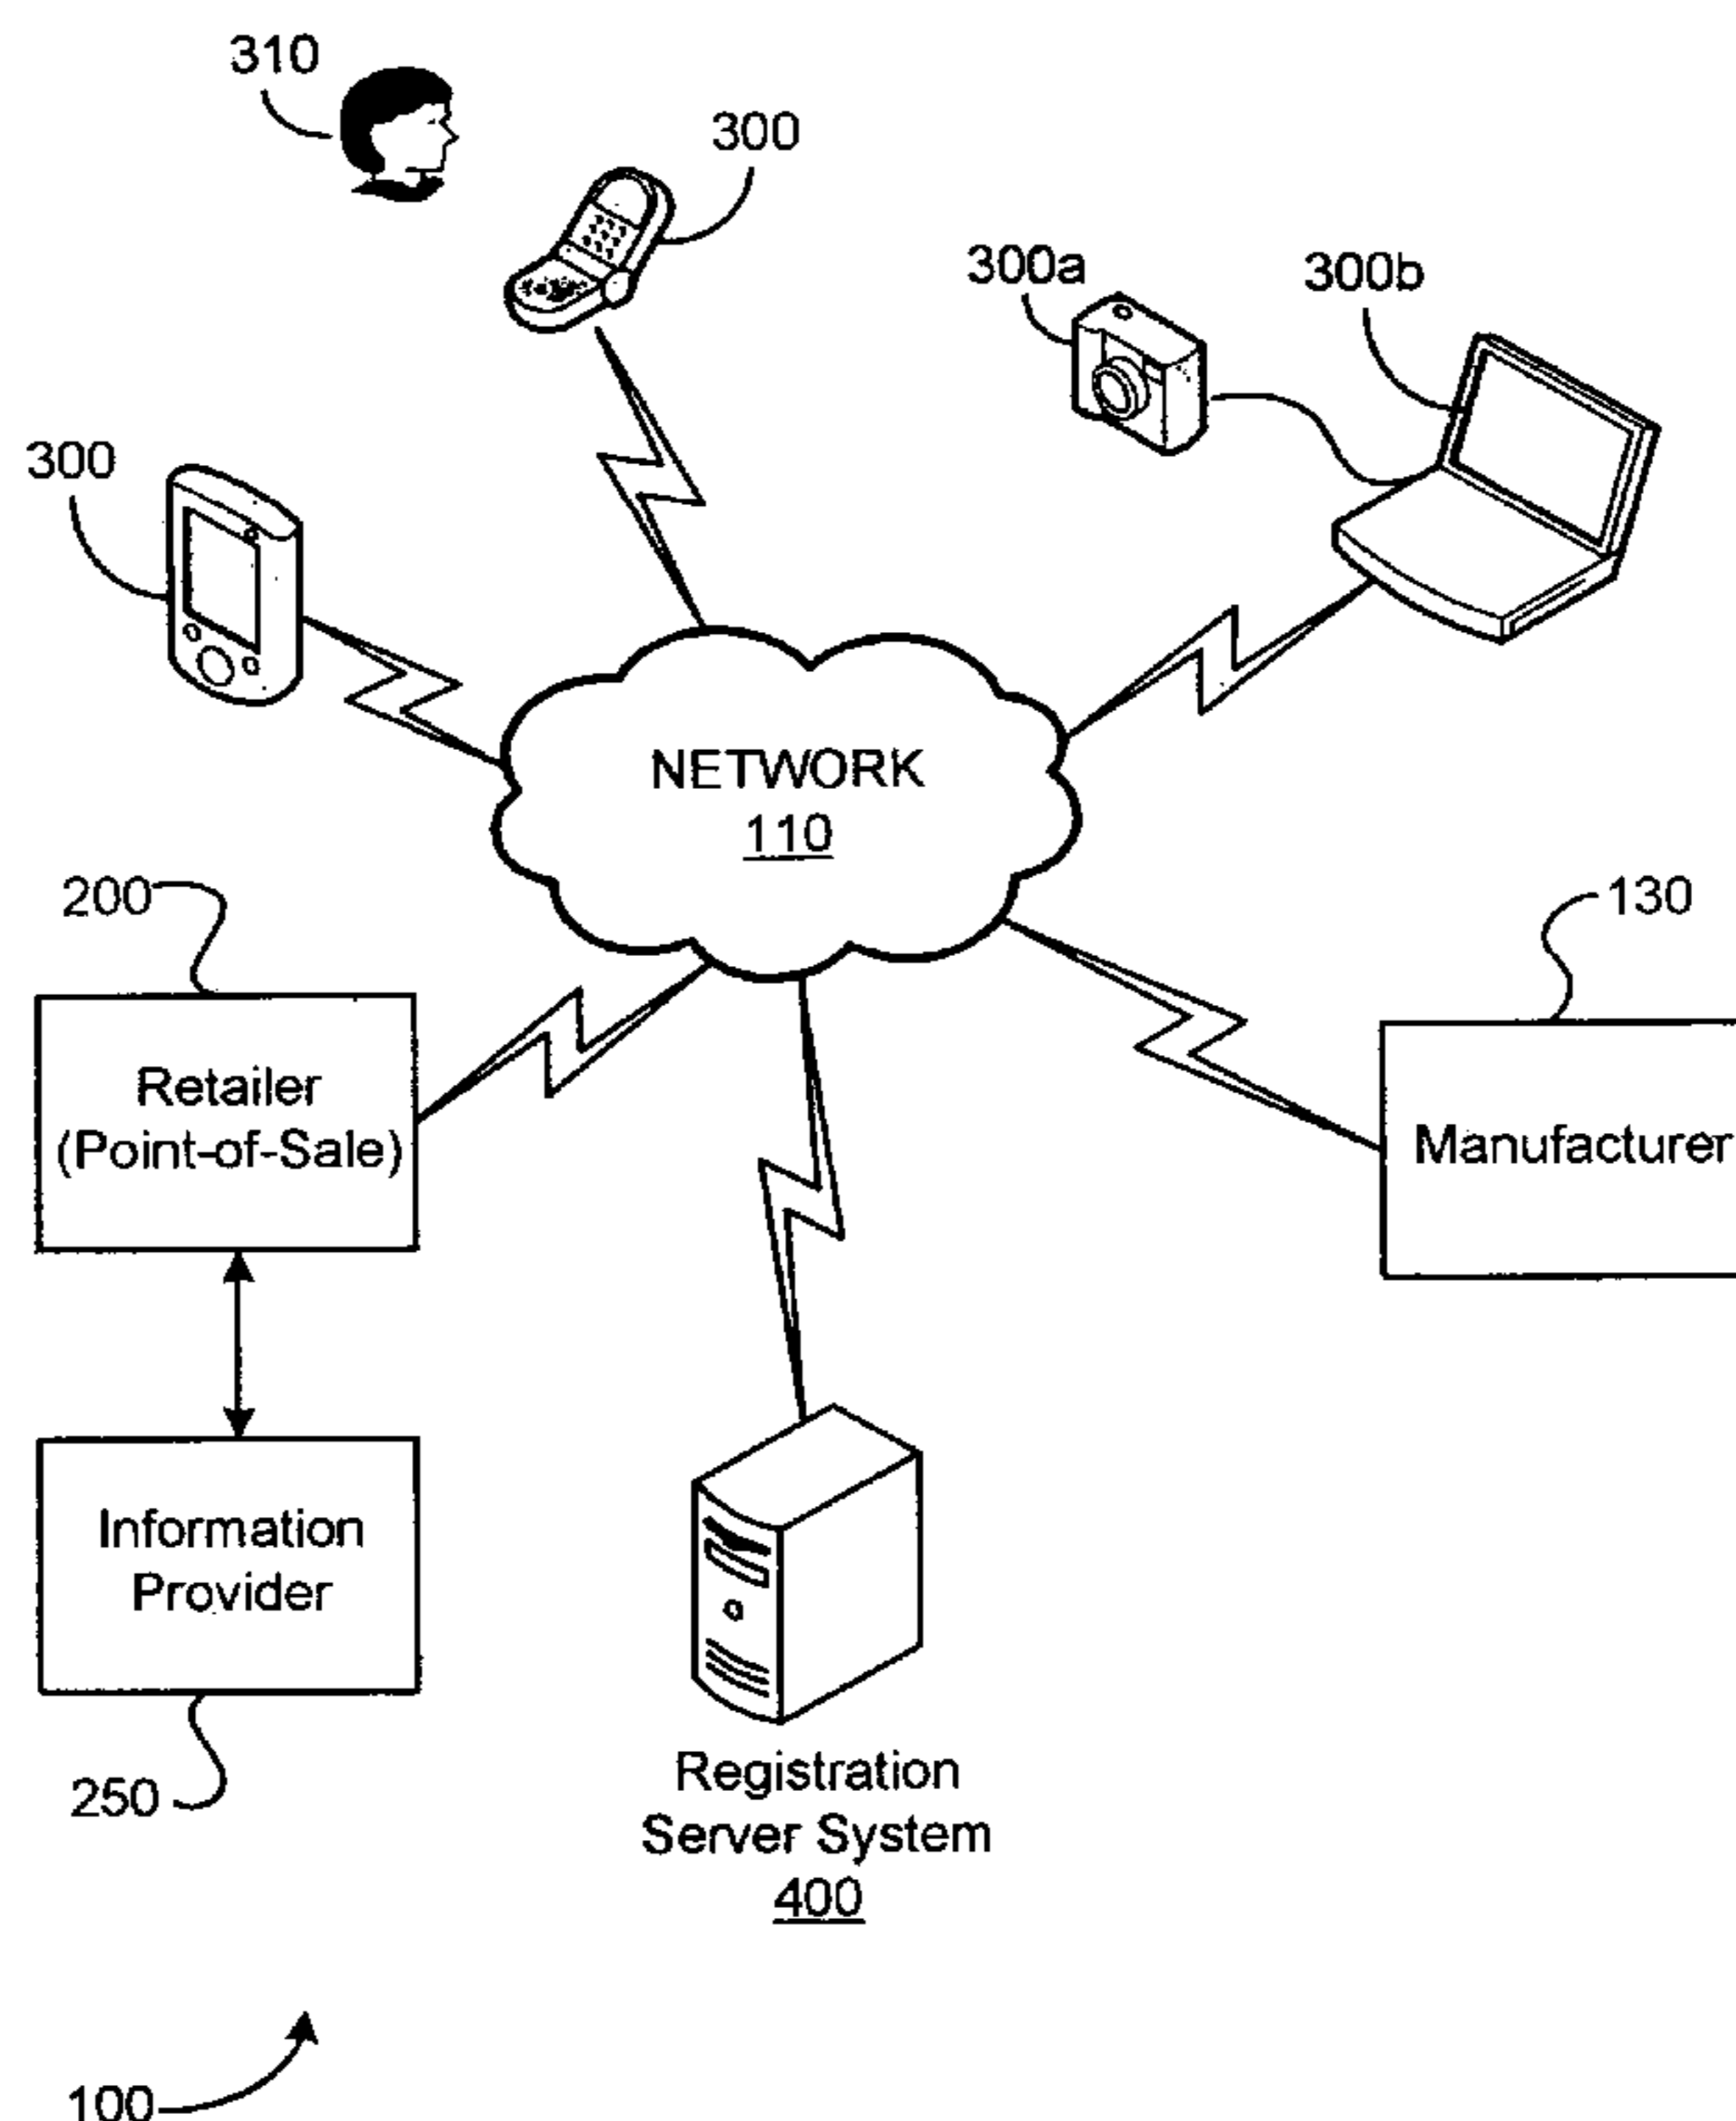 310
300
300a
300b
300
NETWORK
110
200
130
Retailer
(Point-of-Sale)
Manufacturer
Information
Provider
250
Registration
Server System
400
100